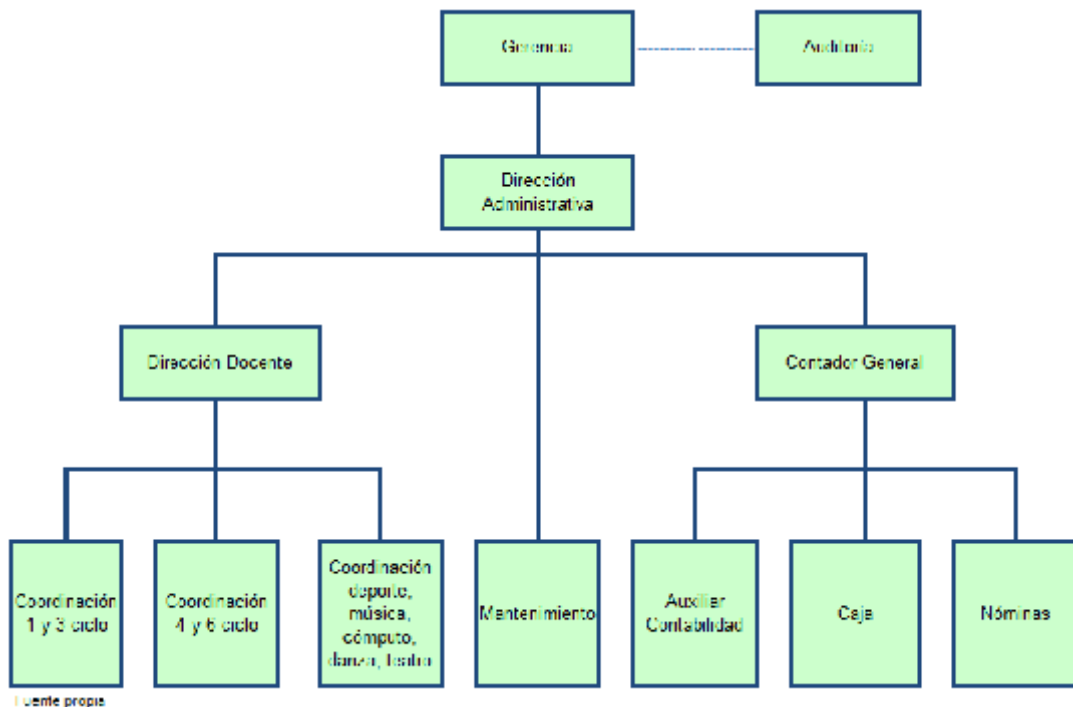 Gerencia
Auditoría
Dirección
Administrativa
Dirección Docente
Contador General
Coordinación
1 y 3 ciclo
Coordinación
4 y 6 ciclo
Coordinación
deporte,
música,
cómputo,
danza, teatro
Mantenimiento
Auxiliar
Contabilidad
Caja
Nóminas
Fuente propia